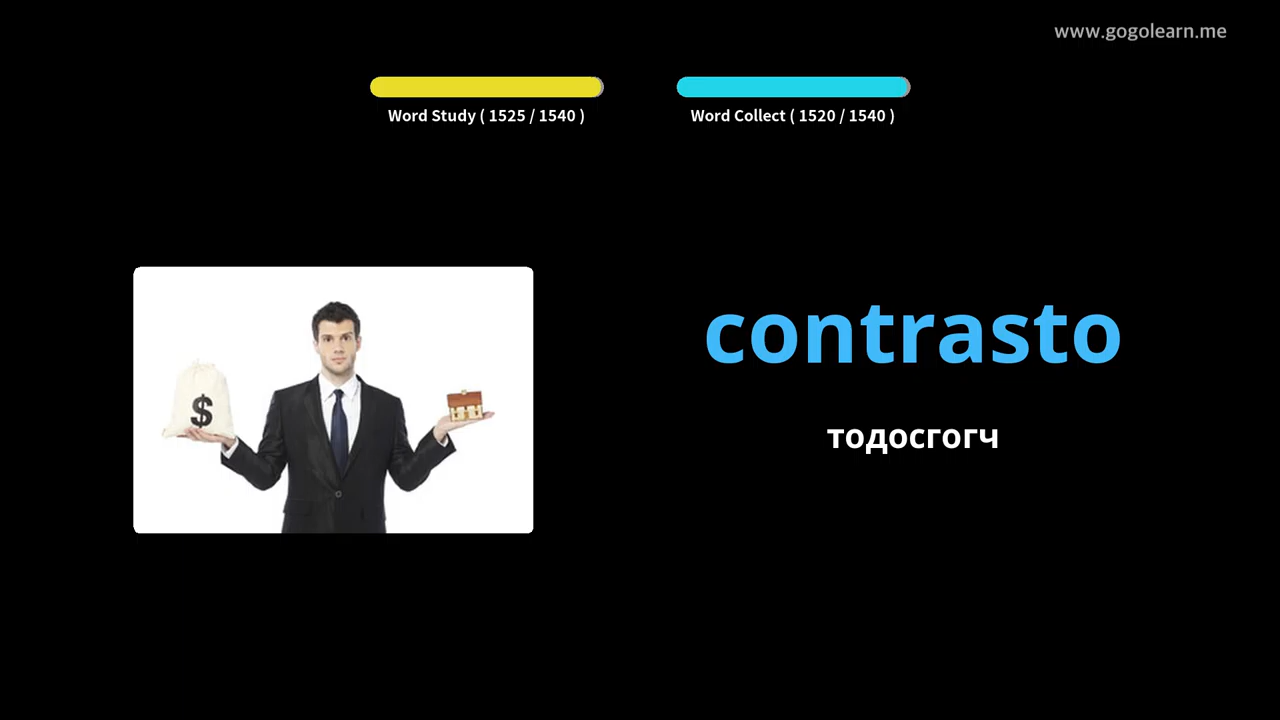 www.gogolearn.me
Word Study ( 1525 / 1540 )
Word Collect ( 1520 / 1540 )
contrasto
тодосгогч
$